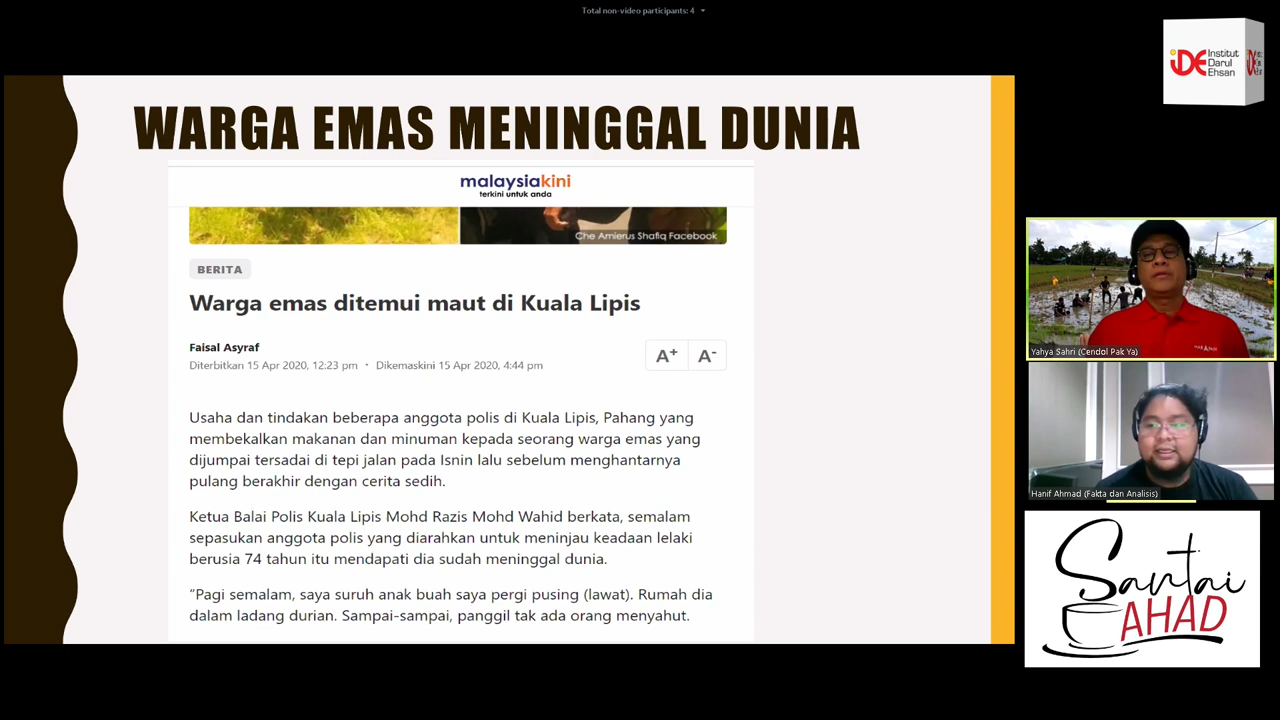 Total non-video participants: 4
iDE Institut
Darul
Ehsan
WARGA EMAS MENINGGAL DUNIA
malaysiakini
terkini untuk anda
Che Amierus Shafiq Facebook
BERITA
Warga emas ditemui maut di Kuala Lipis
Faisal Asyraf
Diterbitkan 15 Apr 2020, 12:23 pm • Dikemaskini 15 Apr 2020, 4:44 pm
A+ A-
Usaha dan tindakan beberapa anggota polis di Kuala Lipis, Pahang yang
membekalkan makanan dan minuman kepada seorang warga emas yang
dijumpai tersadai di tepi jalan pada Isnin lalu sebelum menghantarnya
pulang berakhir dengan cerita sedih.
Ketua Balai Polis Kuala Lipis Mohd Razis Mohd Wahid berkata, semalam
sepasukan anggota polis yang diarahkan untuk meninjau keadaan lelaki
berusia 74 tahun itu mendapati dia sudah meninggal dunia.
“Pagi semalam, saya suruh anak buah saya pergi pusing (lawat). Rumah dia
dalam ladang durian. Sampai-sampai, panggil tak ada orang menyahut.
Yahya Sahri (Cendol Pak Ya)
Hanif Ahmad (Fakta dan Analisis)
Santai
AHAD